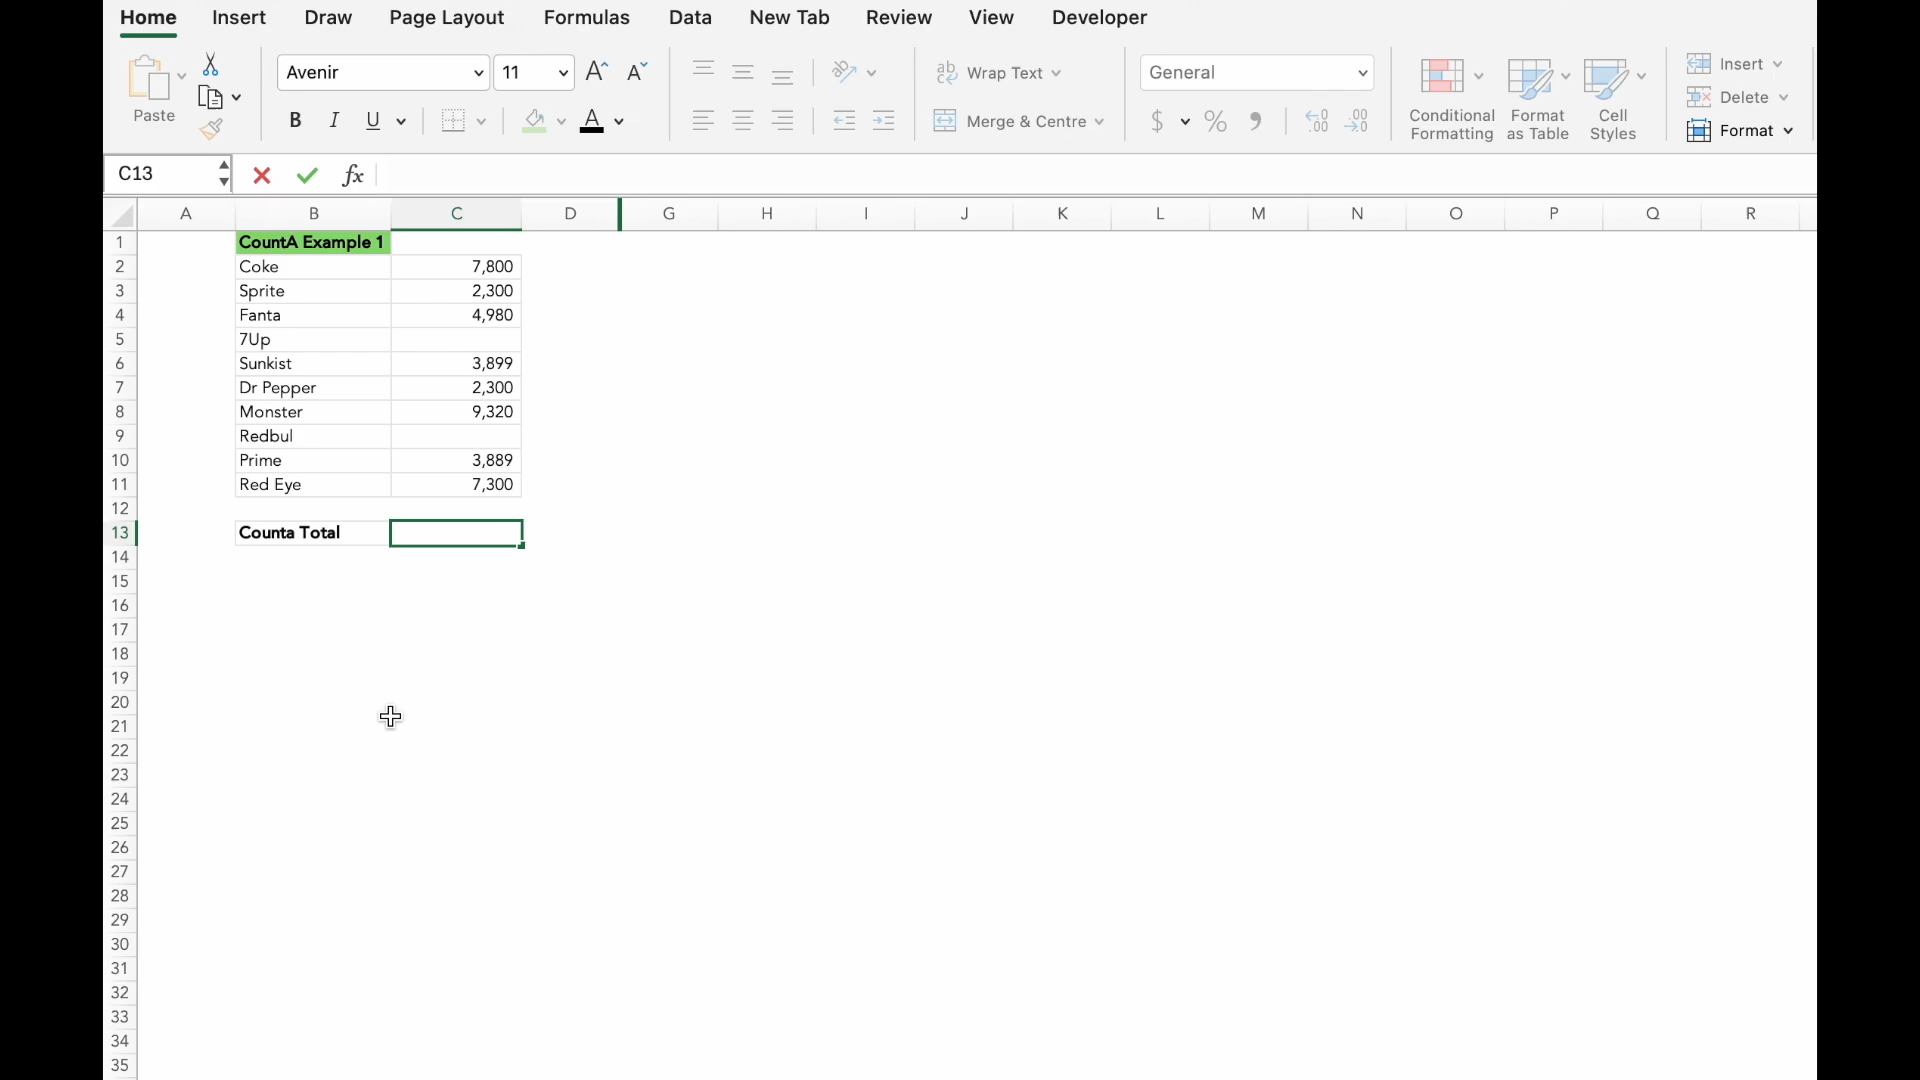 Home Insert Draw Page Layout Formulas Data New Tab Review View Developer
Paste
Avenir 11
B I U A
Wrap Text
Merge & Centre
General
$ % 9
Conditional Formatting
Format as Table
Cell Styles
Insert
Delete
Format
C13 fx
A B C D G H I J K L M N O P Q R
1 CountA Example 1
2 Coke 7,800
3 Sprite 2,300
4 Fanta 4,980
5 7Up
6 Sunkist 3,899
7 Dr Pepper 2,300
8 Monster 9,320
9 Redbul
10 Prime 3,889
11 Red Eye 7,300
12
13 Counta Total
14
15
16
17
18
19
20
21
22
23
24
25
26
27
28
29
30
31
32
33
34
35